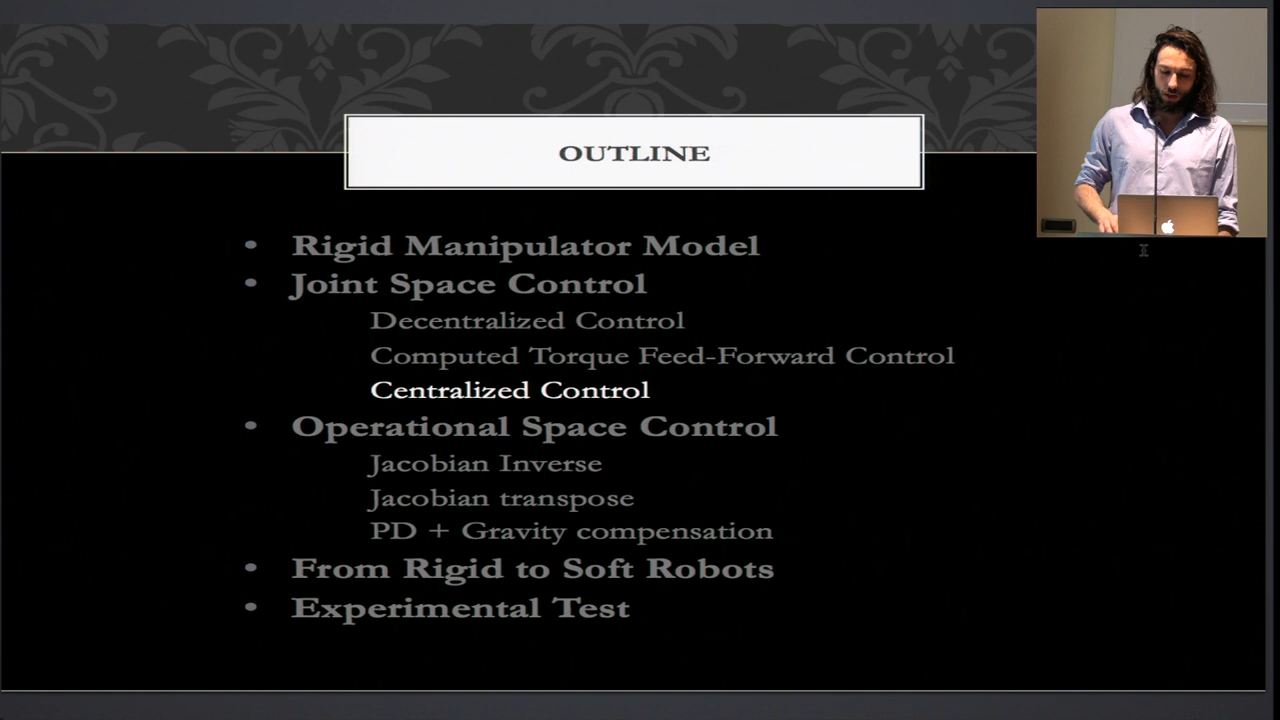 OUTLINE
• Rigid Manipulator Model
• Joint Space Control
Decentralized Control
Computed Torque Feed-Forward Control
Centralized Control
• Operational Space Control
Jacobian Inverse
Jacobian transpose
PD + Gravity compensation
• From Rigid to Soft Robots
• Experimental Test